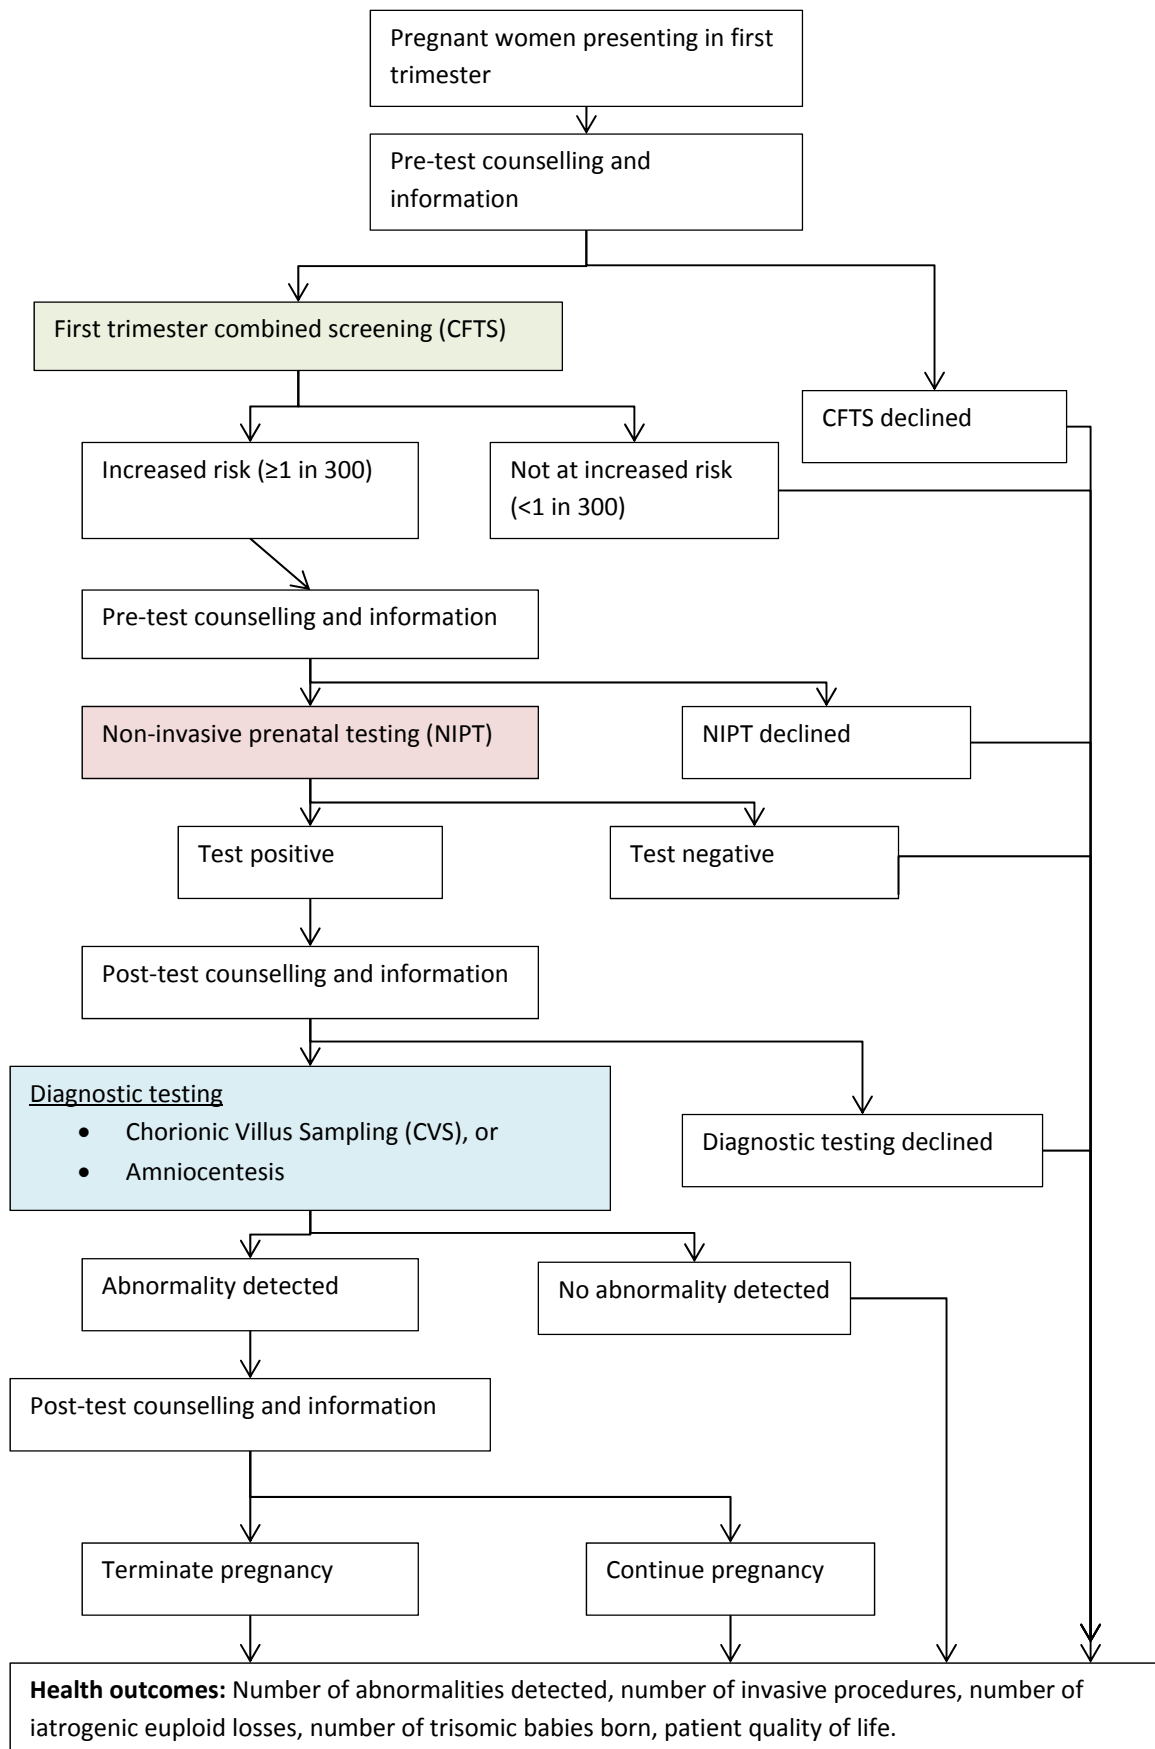 Pregnant women presenting in first
trimester
Pre-test counselling and
information
First trimester combined screening (CFTS)
CFTS declined
Increased risk (≥1 in 300)
Not at increased risk
(<1 in 300)
Pre-test counselling and information
Non-invasive prenatal testing (NIPT)
NIPT declined
Test positive
Test negative
Post-test counselling and information
Diagnostic testing
• Chorionic Villus Sampling (CVS), or
• Amniocentesis
Diagnostic testing declined
Abnormality detected
No abnormality detected
Post-test counselling and information
Terminate pregnancy
Continue pregnancy
Health outcomes: Number of abnormalities detected, number of invasive procedures, number of
iatrogenic euploid losses, number of trisomic babies born, patient quality of life.